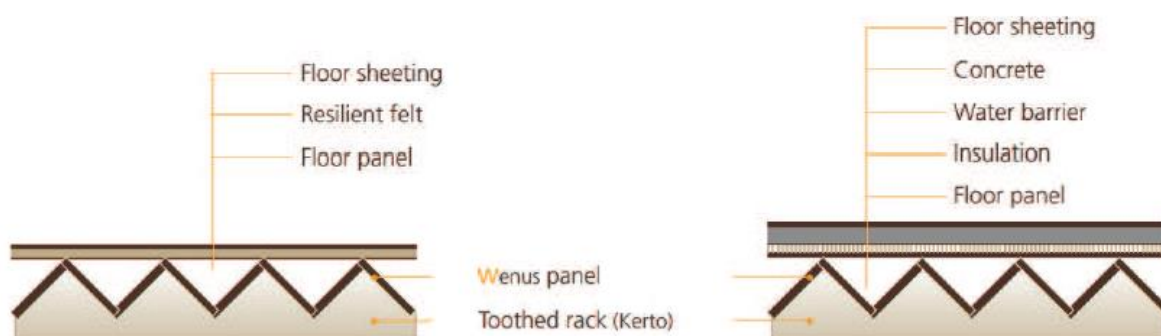 Floor sheeting
Resilient felt
Floor panel
Floor sheeting
Concrete
Water barrier
Insulation
Floor panel
Wenus panel
Toothed rack (Kerto)